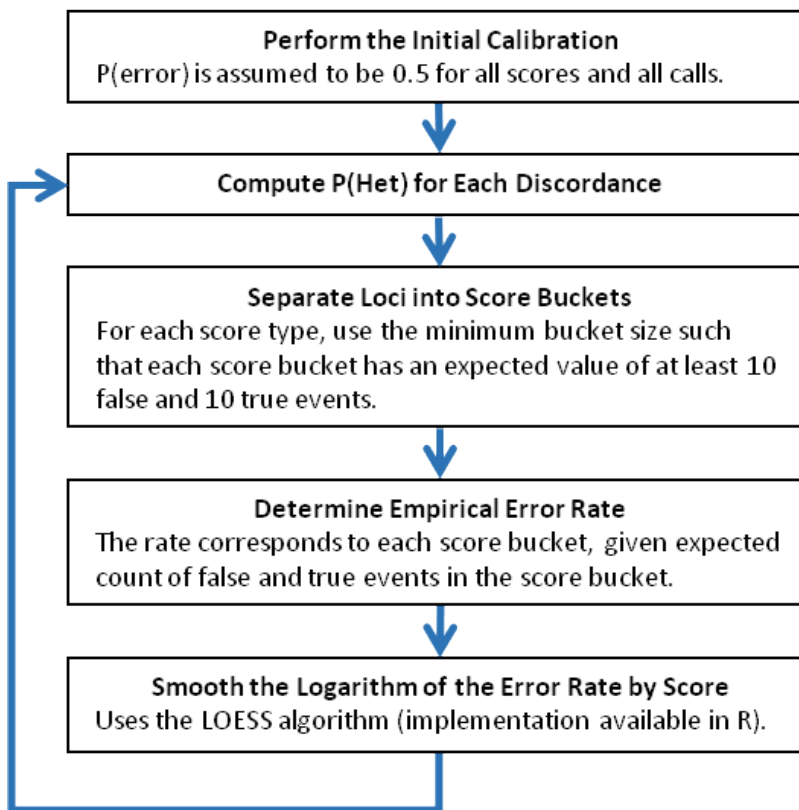 Perform the Initial Calibration
P(error) is assumed to be 0.5 for all scores and all calls.
Compute P(Het) for Each Discordance
Separate Loci into Score Buckets
For each score type, use the minimum bucket size such
that each score bucket has an expected value of at least 10
false and 10 true events.
Determine Empirical Error Rate
The rate corresponds to each score bucket, given expected
count of false and true events in the score bucket.
Smooth the Logarithm of the Error Rate by Score
Uses the LOESS algorithm (implementation available in R).